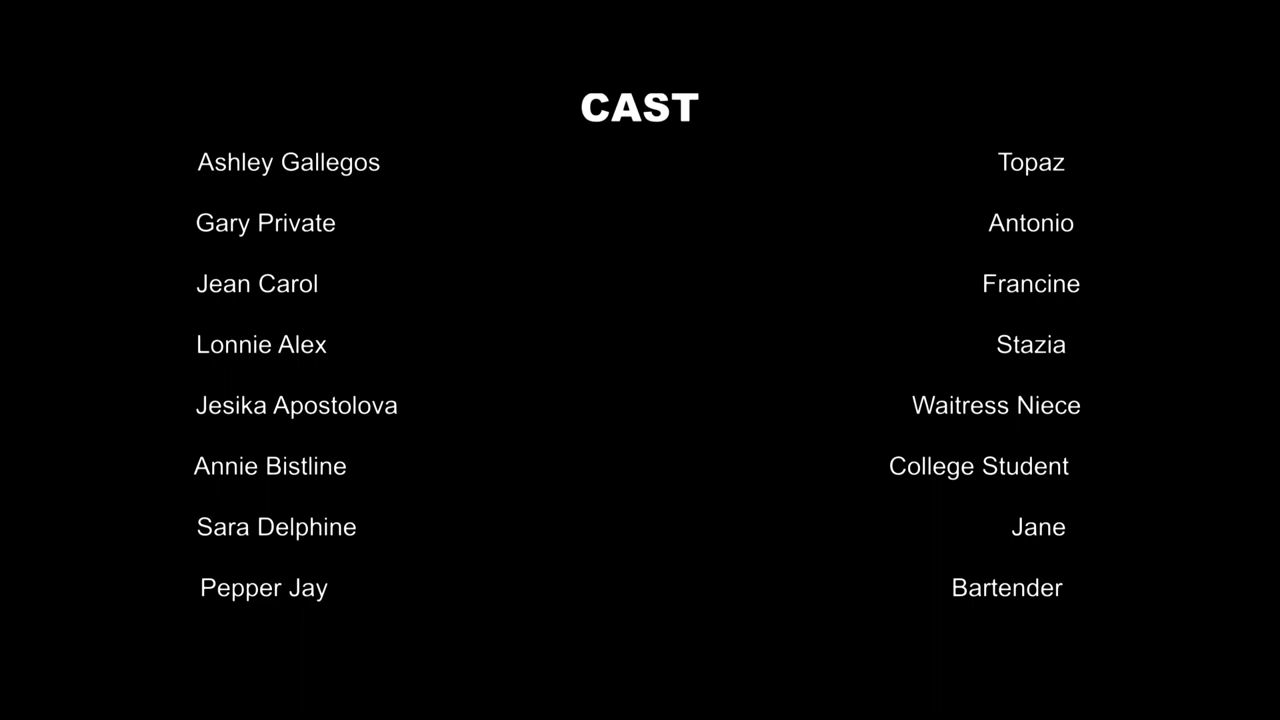 CAST
Ashley Gallegos Topaz
Gary Private Antonio
Jean Carol Francine
Lonnie Alex Stazia
Jesika Apostolova Waitress Niece
Annie Bistline College Student
Sara Delphine Jane
Pepper Jay Bartender